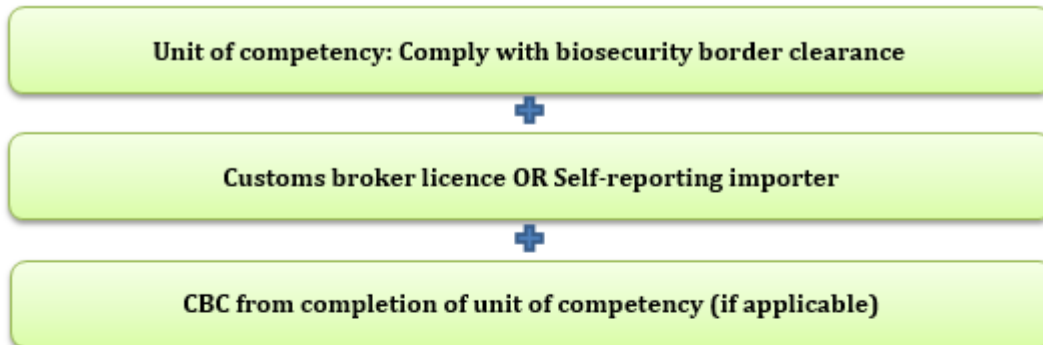 Unit of competency: Comply with biosecurity border clearance
Customs broker licence OR Self-reporting importer
CBC from completion of unit of competency (if applicable)